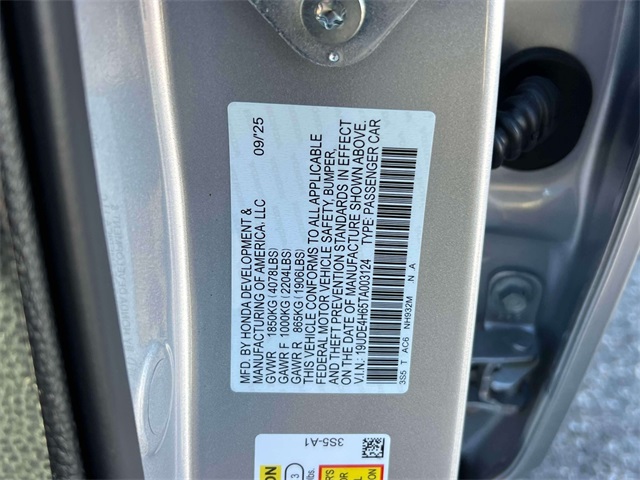 MFD. BY HONDA DEVELOPMENT & 09/'25
MANUFACTURING OF AMERICA, LLC
GVWR 1850KG (4078LBS)
GAWR F 1000KG (2204LBS)
GAWR R 865KG (1906LBS)
THIS VEHICLE CONFORMS TO ALL APPLICABLE
FEDERAL MOTOR VEHICLE SAFETY, BUMPER,
AND THEFT PREVENTION STANDARDS IN EFFECT
ON THE DATE OF MANUFACTURE SHOWN ABOVE.
V.I.N.: 19UDE4H65TA003124 TYPE: PASSENGER CAR
3S5 T AC6 NH932M N A
3S5-A1
3